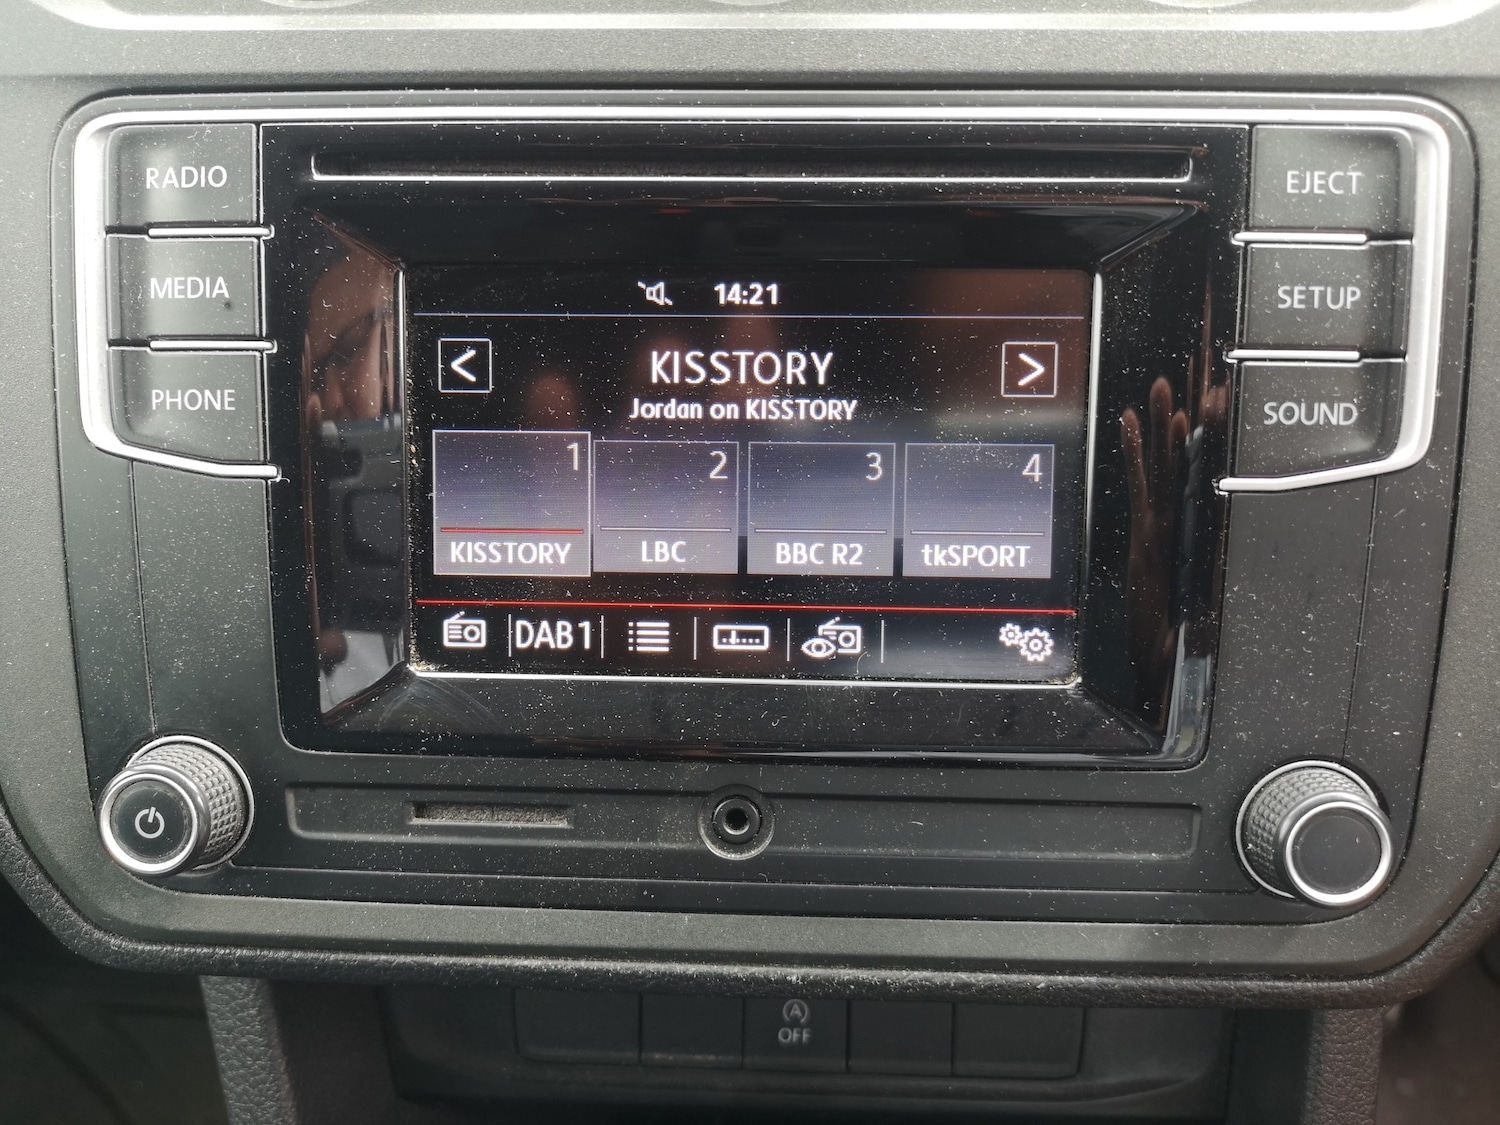 RADIO
MEDIA
PHONE
EJECT
SETUP
SOUND
14:21
< KISSTORY >
Jordan on KISSTORY
1 2 3 4
KISSTORY LBC BBC R2 tkSPORT
DAB1
A
OFF